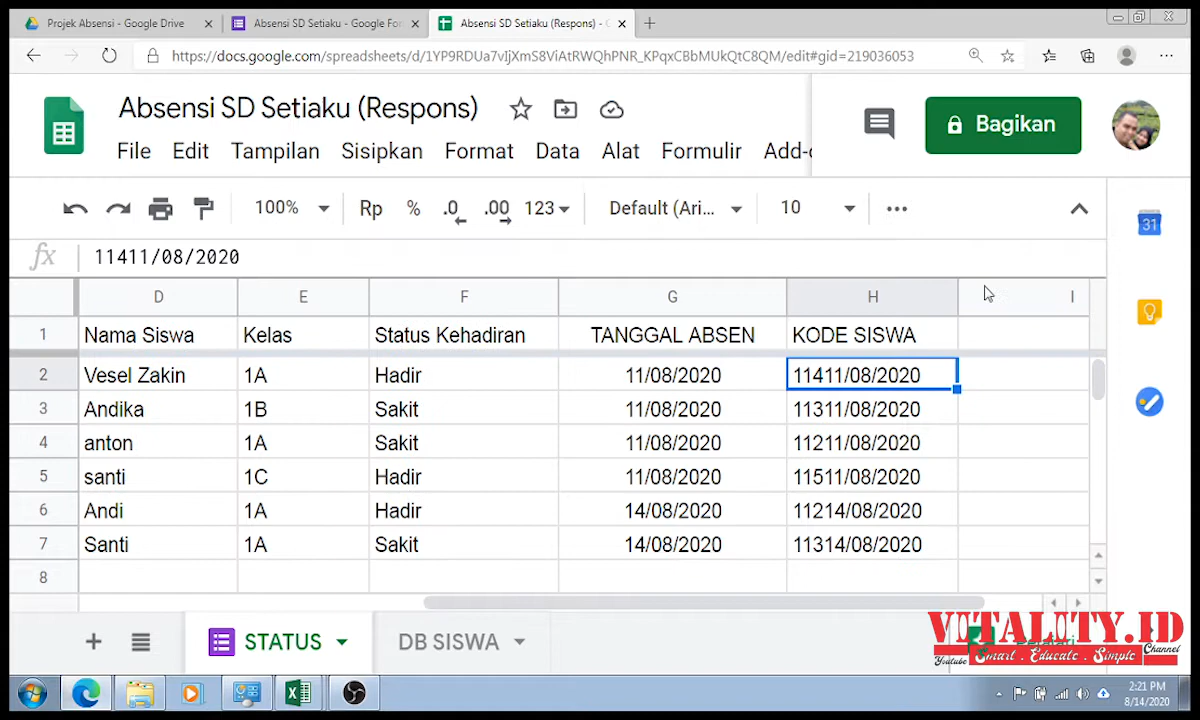 Projek Absensi - Google Drive
Absensi SD Setiaku - Google For
Absensi SD Setiaku (Respons) - G
https://docs.google.com/spreadsheets/d/1YP9RDUa7vIjXmS8ViAtRWQhPNR_KPqxCBbMUkQtC8QM/edit#gid=219036053
Absensi SD Setiaku (Respons)
File Edit Tampilan Sisipkan Format Data Alat Formulir Add-o
Bagikan
100% Rp % .0 .00 123 Default (Ari... 10
31
fx 11411/08/2020
D E F G H I
1 Nama Siswa Kelas Status Kehadiran TANGGAL ABSEN KODE SISWA
2 Vesel Zakin 1A Hadir 11/08/2020 11411/08/2020
3 Andika 1B Sakit 11/08/2020 11311/08/2020
4 anton 1A Sakit 11/08/2020 11211/08/2020
5 santi 1C Hadir 11/08/2020 11511/08/2020
6 Andi 1A Hadir 14/08/2020 11214/08/2020
7 Santi 1A Sakit 14/08/2020 11314/08/2020
8
STATUS DB SISWA
VITALITY.ID
Youtube Smart . Educate . Simple Channel
2:21 PM
8/14/2020